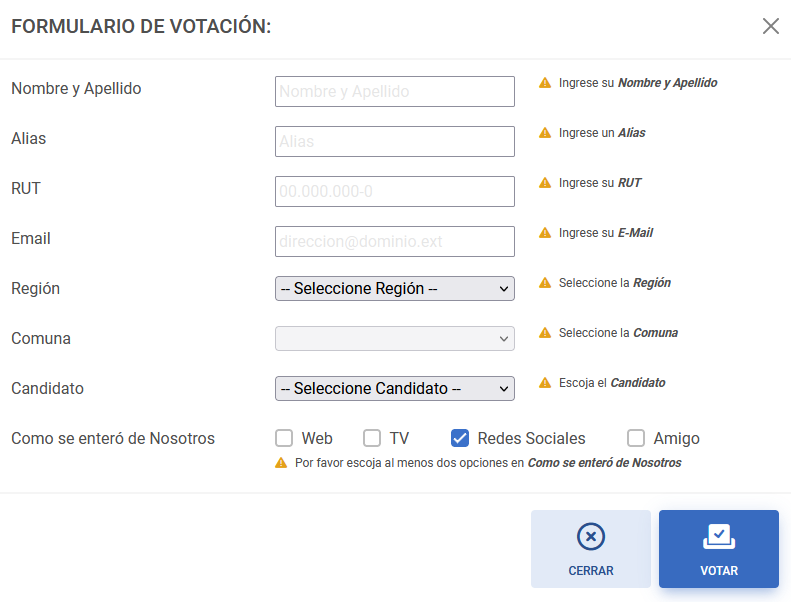 FORMULARIO DE VOTACIÓN:
Nombre y Apellido Nombre y Apellido Ingrese su Nombre y Apellido
Alias Alias Ingrese un Alias
RUT 00.000.000-0 Ingrese su RUT
Email direccion@dominio.ext Ingrese su E-Mail
Región -- Seleccione Región -- Seleccione la Región
Comuna Seleccione la Comuna
Candidato -- Seleccione Candidato -- Escoja el Candidato
Como se enteró de Nosotros Web TV Redes Sociales Amigo
Por favor escoja al menos dos opciones en Como se enteró de Nosotros
CERRAR VOTAR